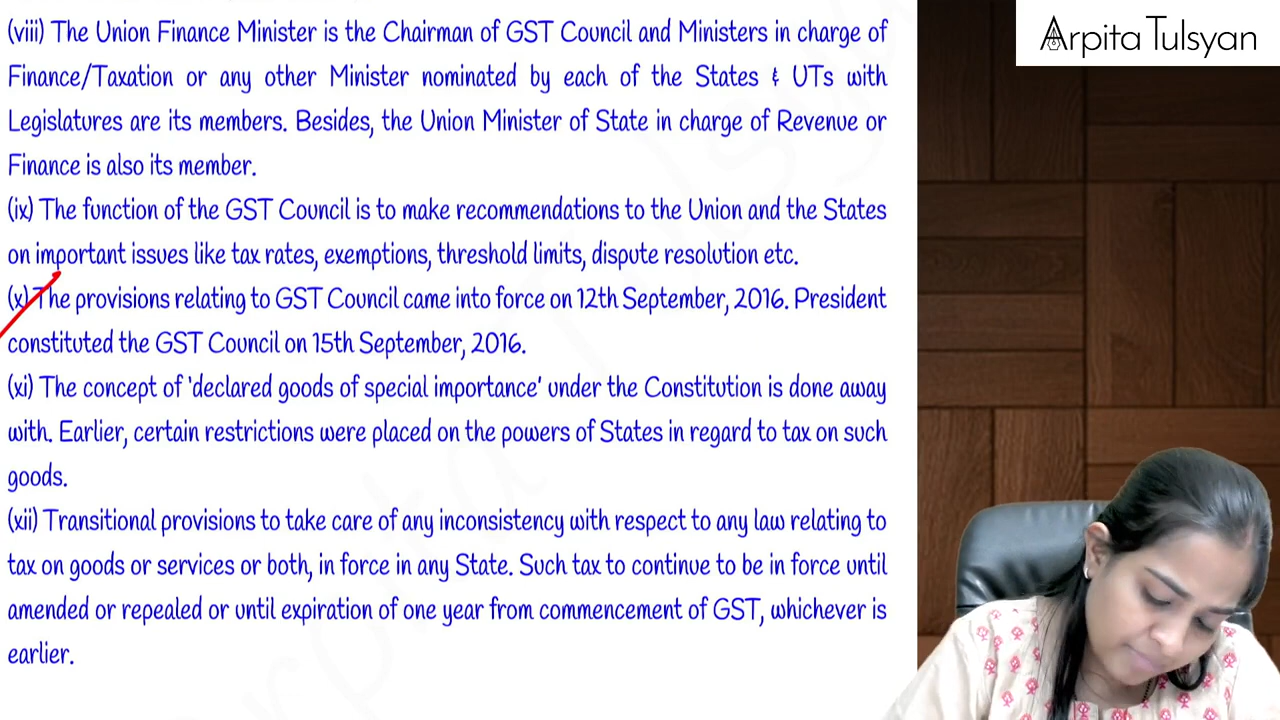 (viii) The Union Finance Minister is the Chairman of GST Council and Ministers in charge of
Finance/Taxation or any other Minister nominated by each of the States & UTs with
Legislatures are its members. Besides, the Union Minister of State in charge of Revenue or
Finance is also its member.
(ix) The function of the GST Council is to make recommendations to the Union and the States
on important issues like tax rates, exemptions, threshold limits, dispute resolution etc.
(x) The provisions relating to GST Council came into force on 12th September, 2016. President
constituted the GST Council on 15th September, 2016.
(xi) The concept of 'declared goods of special importance' under the Constitution is done away
with. Earlier, certain restrictions were placed on the powers of States in regard to tax on such
goods.
(xii) Transitional provisions to take care of any inconsistency with respect to any law relating to
tax on goods or services or both, in force in any State. Such tax to continue to be in force until
amended or repealed or until expiration of one year from commencement of GST, whichever is
earlier.
Arpita Tulsyan